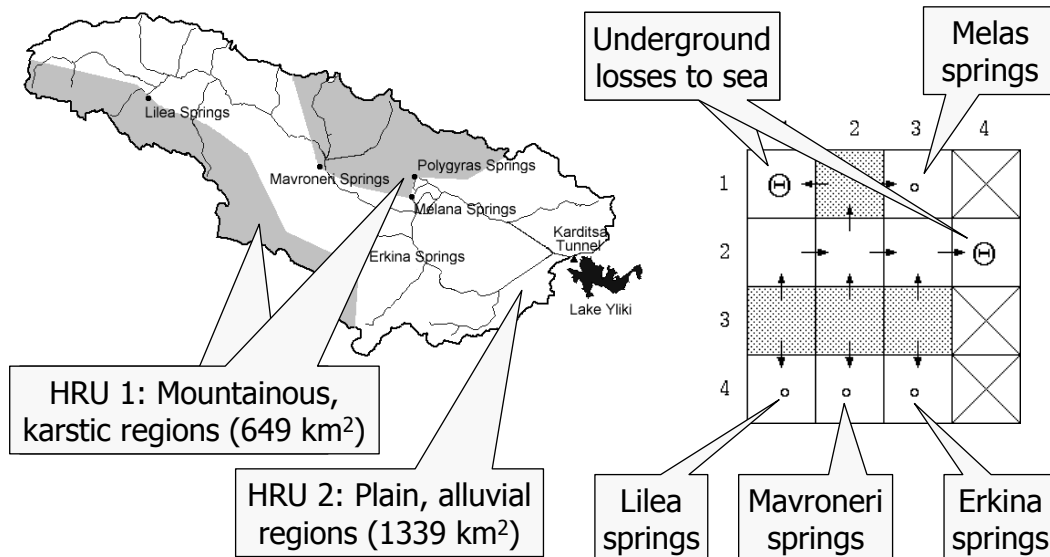 Underground
losses to sea
Melas
springs
Lilea Springs
Mavroneri Springs
Polygyras Springs
Melana Springs
Erkina Springs
Karditsa
Tunnel
Lake Yliki
HRU 1: Mountainous,
karstic regions (649 km²)
HRU 2: Plain, alluvial
regions (1339 km²)
2 3 4
1
2
3
4
Lilea
springs
Mavroneri
springs
Erkina
springs